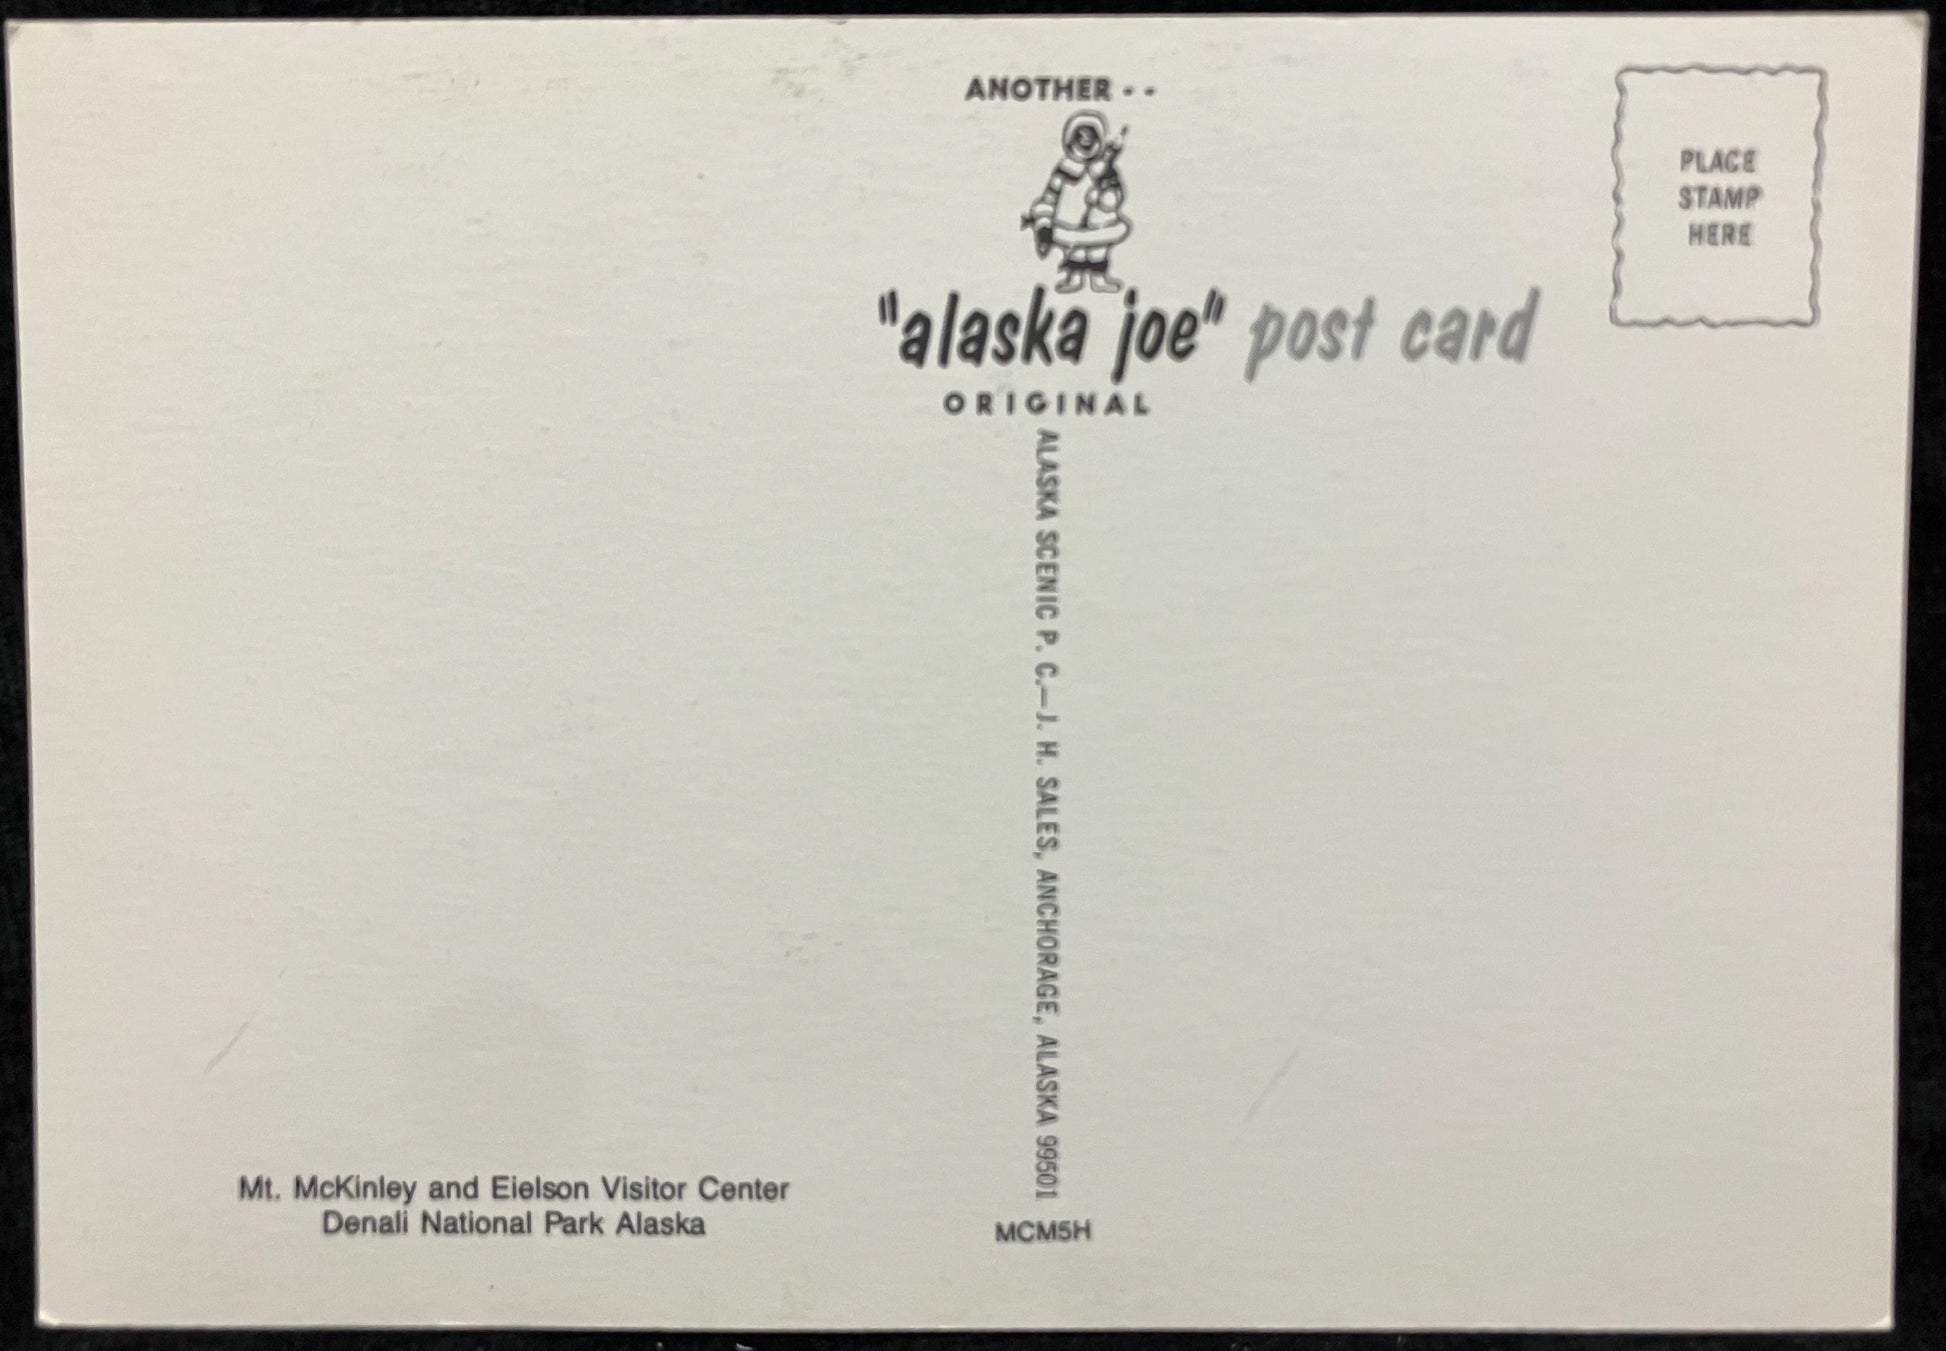 ANOTHER · ·
"alaska joe" post card
ORIGINAL
PLACE
STAMP
HERE
ALASKA SCENIC P. C.—J. H. SALES, ANCHORAGE, ALASKA 99501
Mt. McKinley and Eielson Visitor Center
Denali National Park Alaska
MCM5H